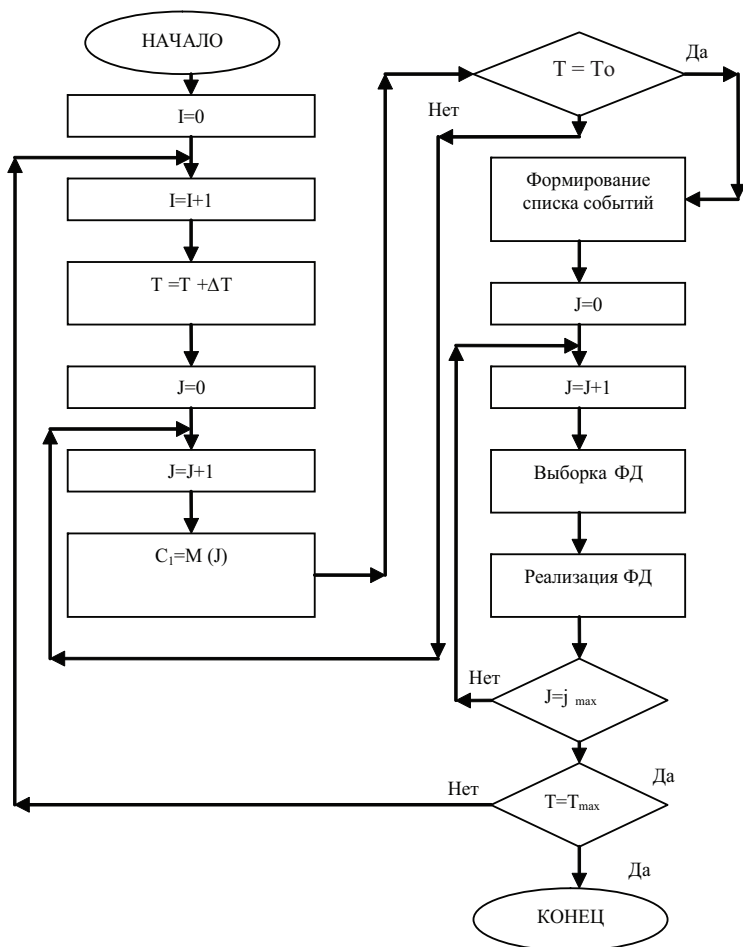 НАЧАЛО
I=0
I=I+1
T =T +ΔT
J=0
J=J+1
C₁=M (J)
T = To
Да
Нет
Формирование
списка событий
J=0
J=J+1
Выборка ФД
Реализация ФД
Нет
J=j max
Да
Нет
T=Tmax
Да
КОНЕЦ